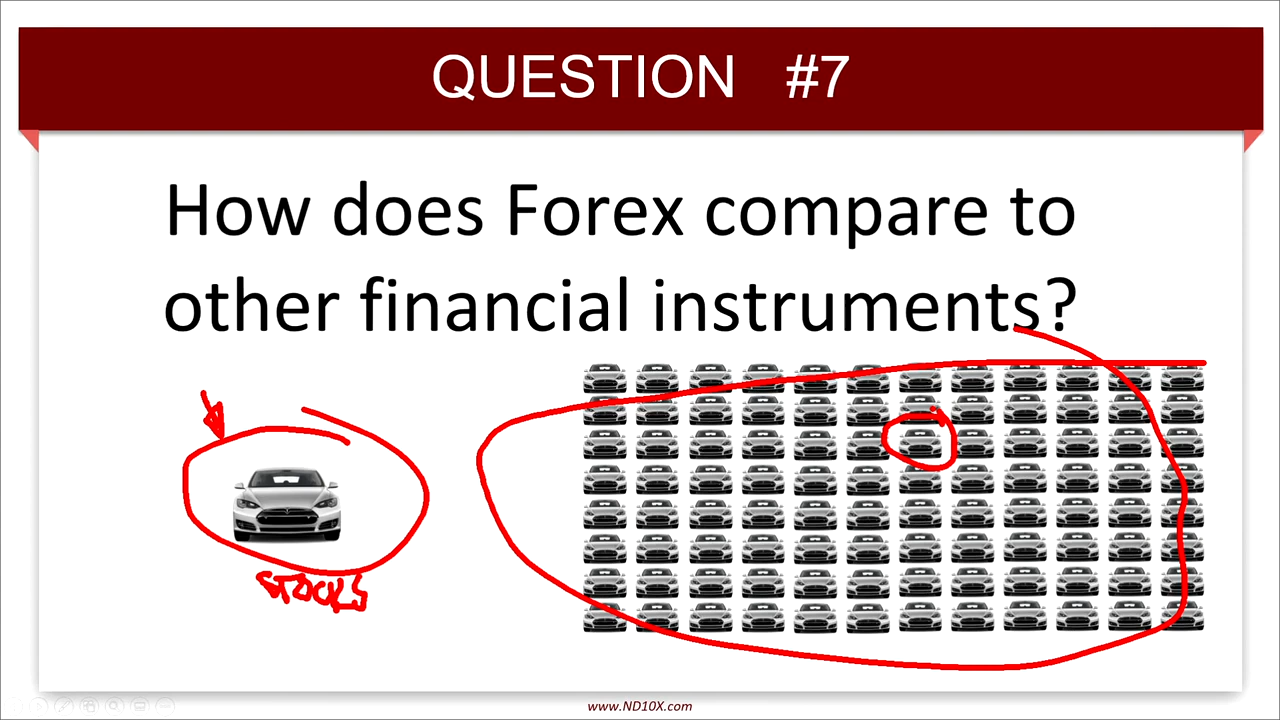 QUESTION #7
How does Forex compare to
other financial instruments?
STOCKS
www.ND10X.com